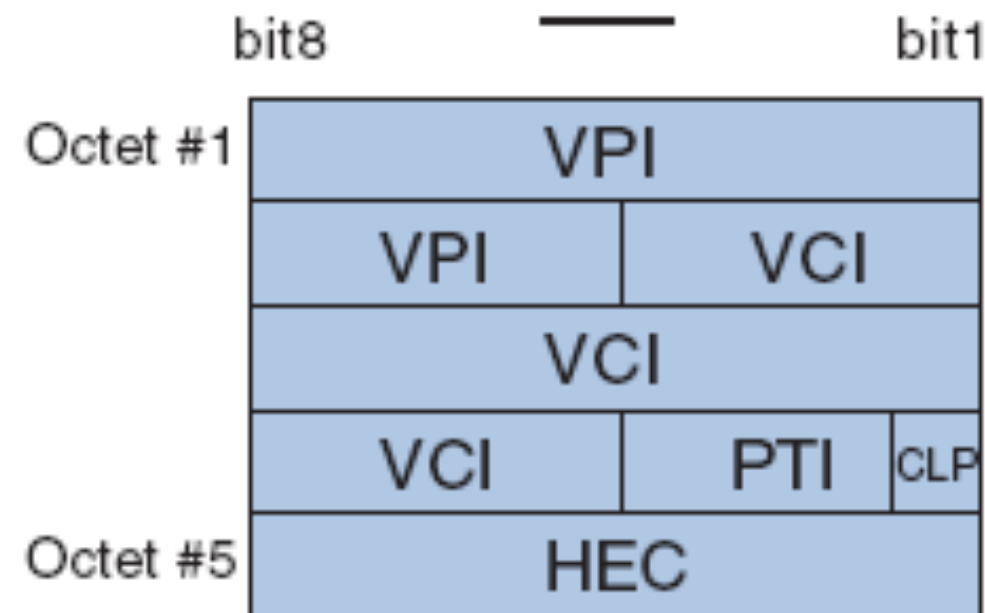 bit8 bit1
Octet #1 VPI
VPI VCI
VCI
VCI PTI CLP
Octet #5 HEC